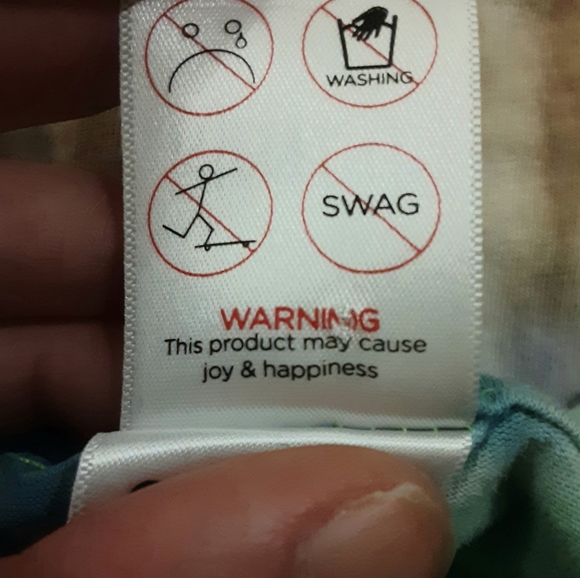 WASHING
SWAG
WARNING
This product may cause
joy & happiness